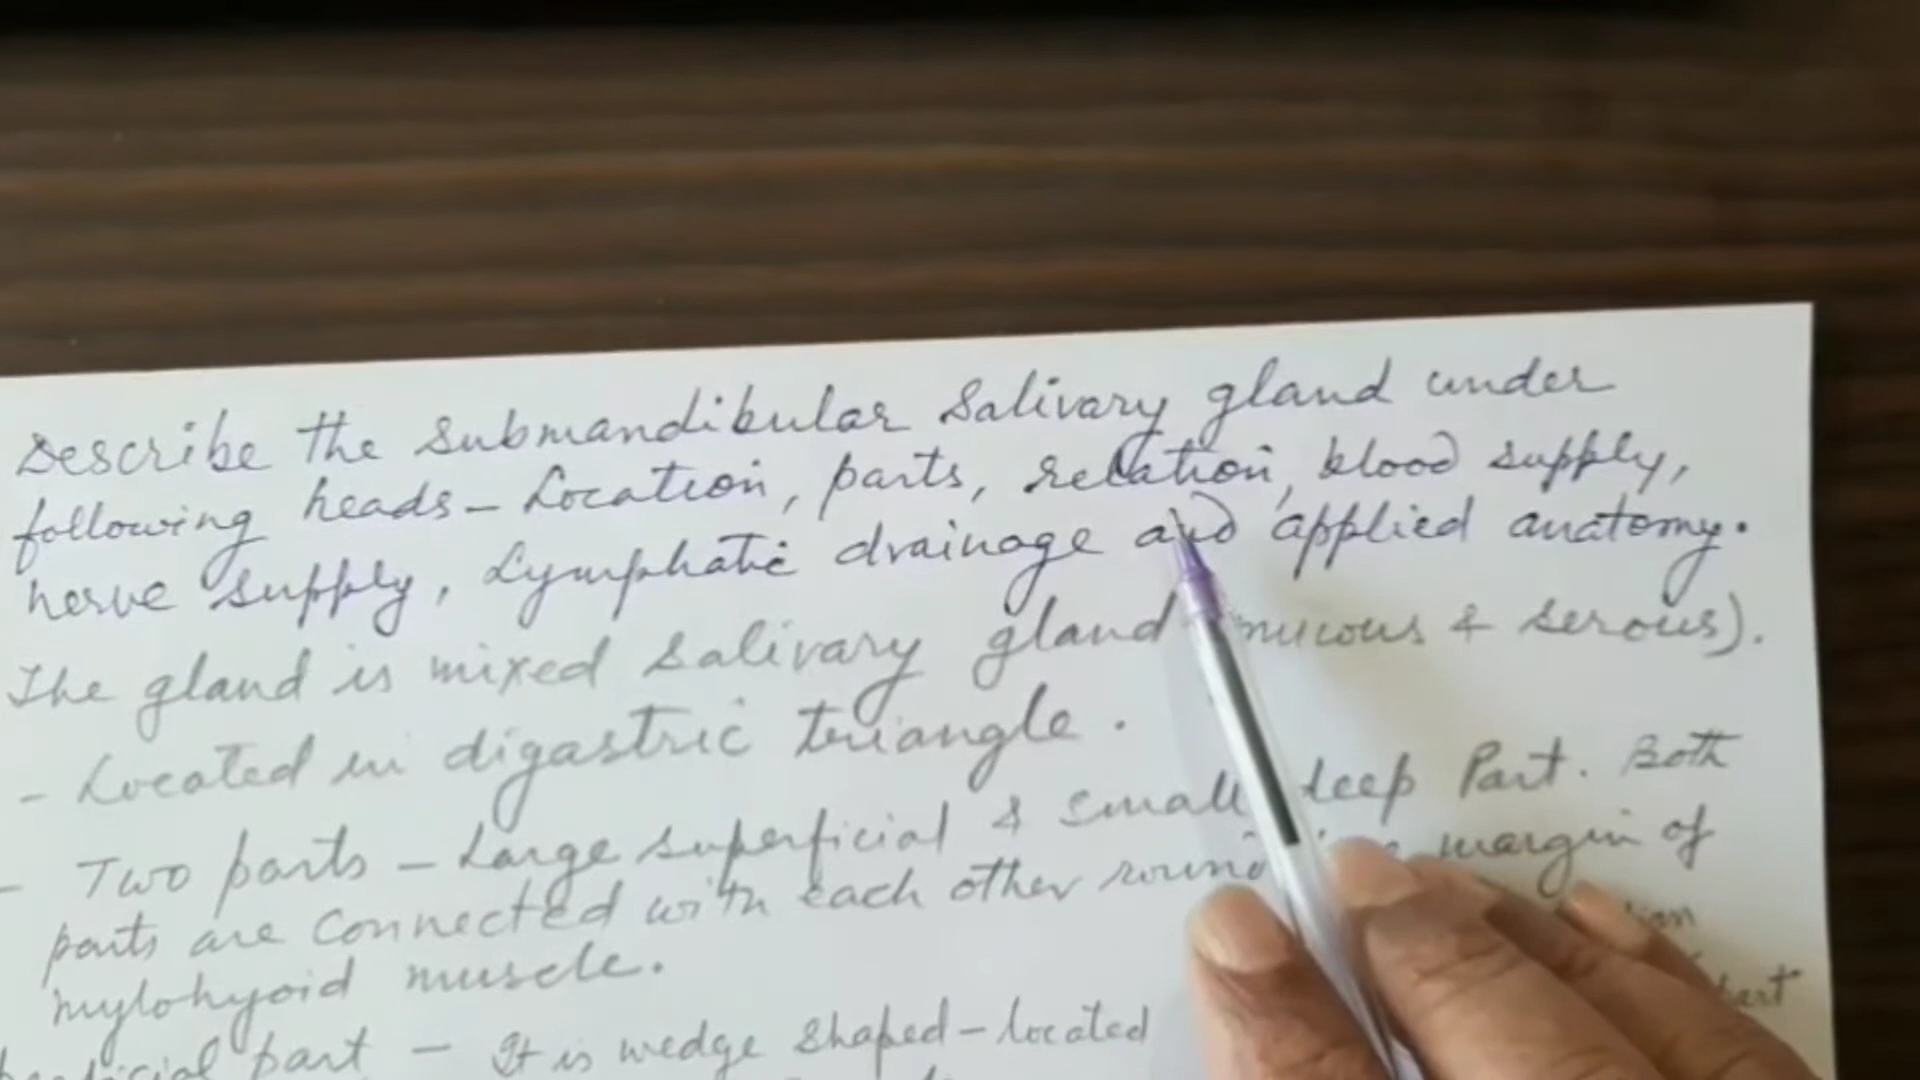 Describe the submandibular salivary gland under
following heads - Location, parts, relation, blood supply,
nerve supply, Lymphatic drainage and applied anatomy.
The gland is mixed salivary gland mucous & serous).
- Located in digastric triangle.
- Two parts - Large superficial & small deep Part. Both
parts are connected with each other round margin of
mylohyoid muscle.
part - It is wedge shaped - located